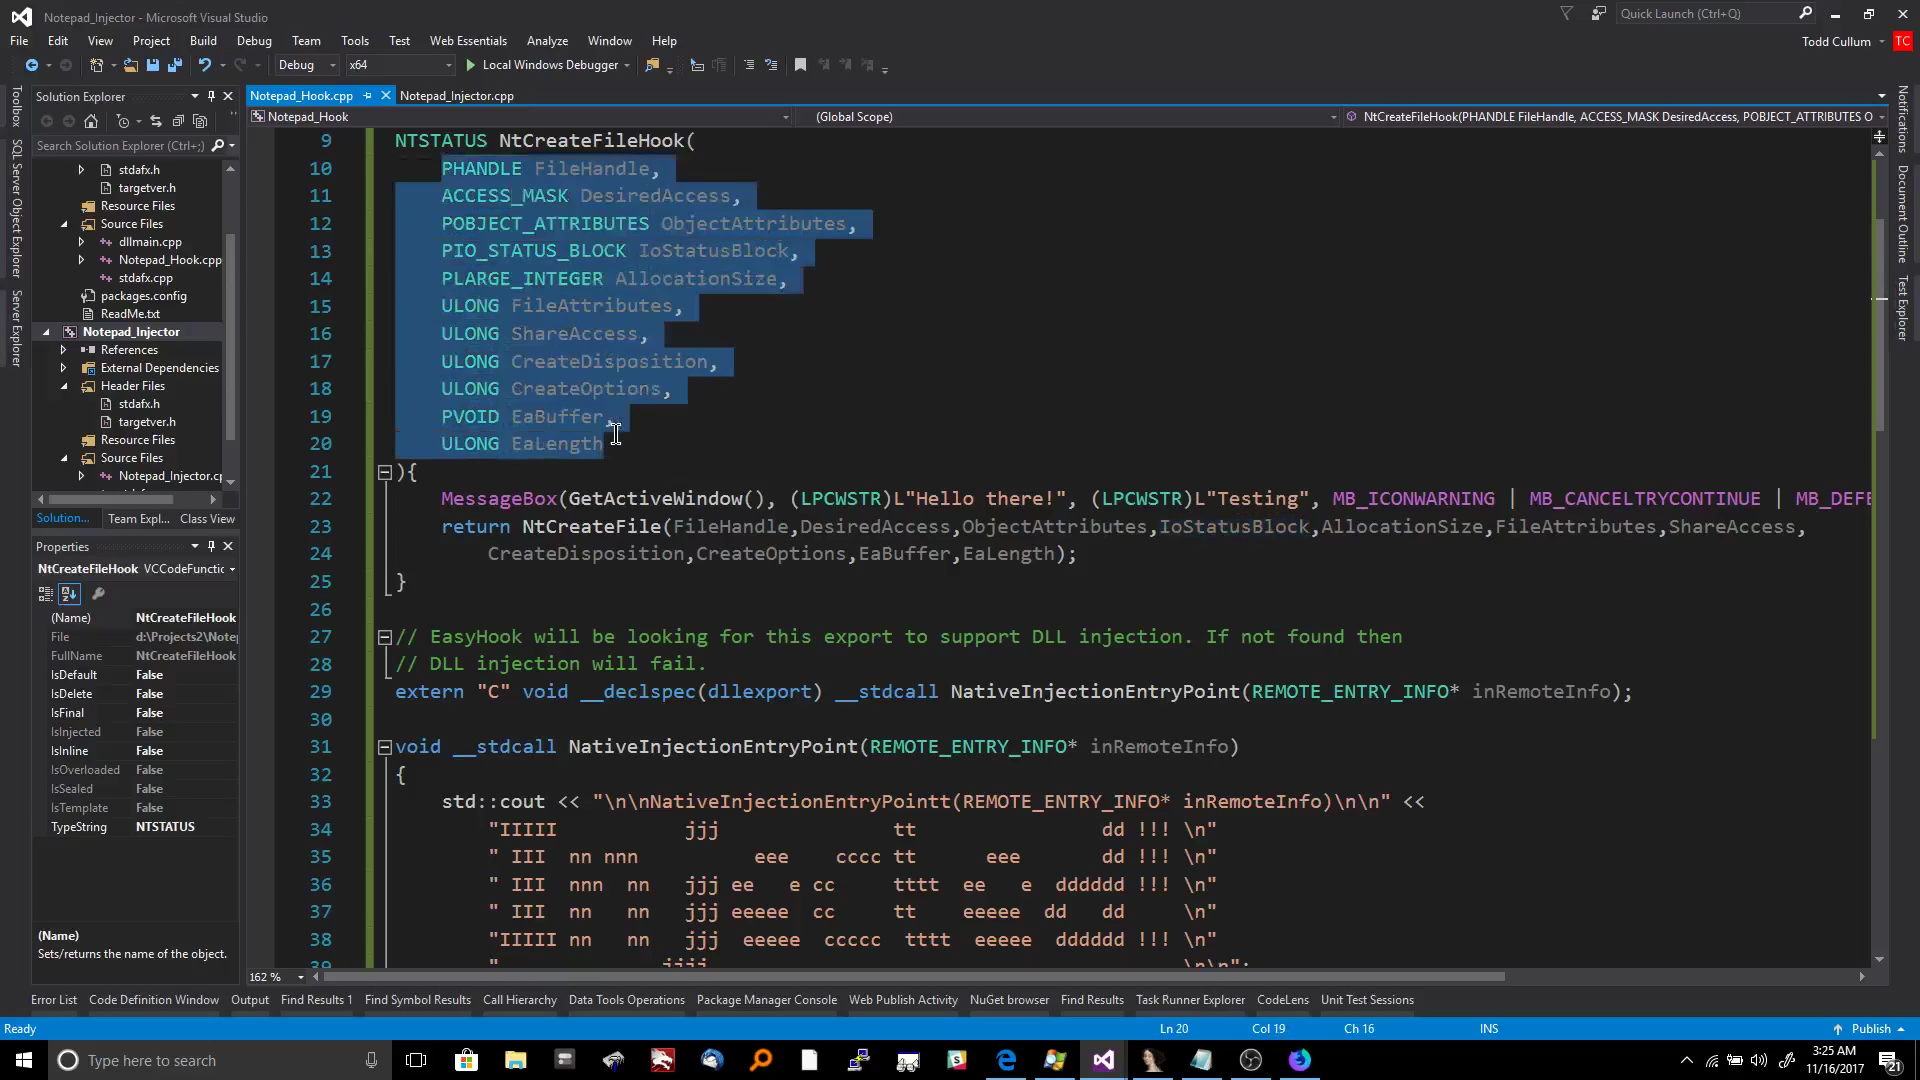 Notepad_Injector - Microsoft Visual Studio
Quick Launch (Ctrl+Q)
File Edit View Project Build Debug Team Tools Test Web Essentials Analyze Window Help
Todd Cullum
TC
Debug x64 Local Windows Debugger
Toolbox
SQL Server Object Explorer
Server Explorer
Solution Explorer
Search Solution Explorer (Ctrl+;)
stdafx.h
targetver.h
Resource Files
Source Files
dllmain.cpp
Notepad_Hook.cpp
stdafx.cpp
packages.config
ReadMe.txt
Notepad_Injector
References
External Dependencies
Header Files
stdafx.h
targetver.h
Resource Files
Source Files
Notepad_Injector.cp
Solution... Team Expl... Class View
Properties
NtCreateFileHook VCCodeFunctic
(Name) NtCreateFileHook
File d:\Projects2\Note
FullName NtCreateFileHook
IsDefault False
IsDelete False
IsFinal False
IsInjected False
IsInline False
IsOverloaded False
IsSealed False
IsTemplate False
TypeString NTSTATUS
(Name)
Sets/returns the name of the object.
Notepad_Hook.cpp Notepad_Injector.cpp
Notepad_Hook (Global Scope) NtCreateFileHook(PHANDLE FileHandle, ACCESS_MASK DesiredAccess, POBJECT_ATTRIBUTES O
9 NTSTATUS NtCreateFileHook(
10 PHANDLE FileHandle,
11 ACCESS_MASK DesiredAccess,
12 POBJECT_ATTRIBUTES ObjectAttributes,
13 PIO_STATUS_BLOCK IoStatusBlock,
14 PLARGE_INTEGER AllocationSize,
15 ULONG FileAttributes,
16 ULONG ShareAccess,
17 ULONG CreateDisposition,
18 ULONG CreateOptions,
19 PVOID EaBuffer,
20 ULONG EaLength
21 ){
22 MessageBox(GetActiveWindow(), (LPCWSTR)L"Hello there!", (LPCWSTR)L"Testing", MB_ICONWARNING | MB_CANCELTRYCONTINUE | MB_DEFE
23 return NtCreateFile(FileHandle,DesiredAccess,ObjectAttributes,IoStatusBlock,AllocationSize,FileAttributes,ShareAccess,
24 CreateDisposition,CreateOptions,EaBuffer,EaLength);
25 }
26
27 // EasyHook will be looking for this export to support DLL injection. If not found then
28 // DLL injection will fail.
29 extern "C" void __declspec(dllexport) __stdcall NativeInjectionEntryPoint(REMOTE_ENTRY_INFO* inRemoteInfo);
30
31 void __stdcall NativeInjectionEntryPoint(REMOTE_ENTRY_INFO* inRemoteInfo)
32 {
33 std::cout << "\n\nNativeInjectionEntryPointt(REMOTE_ENTRY_INFO* inRemoteInfo)\n\n" <<
34 "IIIII jjj tt dd !!! \n"
35 " III nn nnn eee cccc tt eee dd !!! \n"
36 " III nnn nn jjj ee e cc tttt ee e dddddd !!! \n"
37 " III nn nn jjj eeeee cc tt eeeee dd dd \n"
38 "IIIII nn nn jjj eeeee ccccc tttt eeeee dddddd !!! \n"
39 " jjjj \n\n";
162 %
Notifications
Document Outline
Test Explorer
Error List Code Definition Window Output Find Results 1 Find Symbol Results Call Hierarchy Data Tools Operations Package Manager Console Web Publish Activity NuGet browser Find Results Task Runner Explorer CodeLens Unit Test Sessions
Ready Ln 20 Col 19 Ch 16 INS Publish
Type here to search
3:25 AM
11/16/2017
21